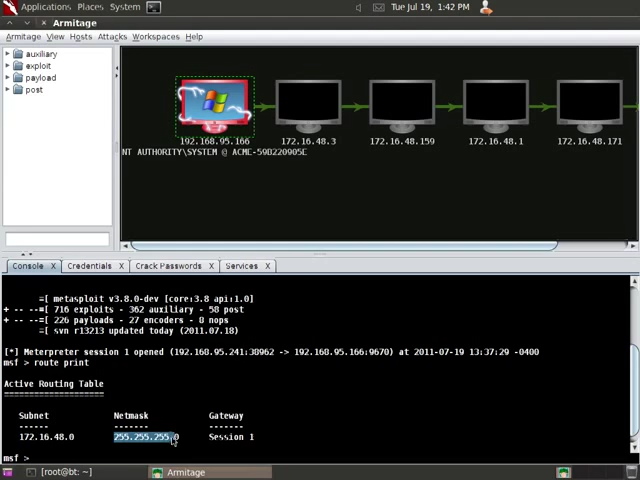 Applications Places System
Tue Jul 19, 1:42 PM
Armitage
Armitage View Hosts Attacks Workspaces Help
auxiliary
exploit
payload
post
192.168.95.166
172.16.48.3
172.16.48.159
172.16.48.1
172.16.48.171
NT AUTHORITY\SYSTEM @ ACME-59B220905E
Console X
Credentials X
Crack Passwords X
Services X
=[ metasploit v3.8.0-dev [core:3.8 api:1.0]
+ -- --=[ 716 exploits - 362 auxiliary - 58 post
+ -- --=[ 226 payloads - 27 encoders - 8 nops
=[ svn r13213 updated today (2011.07.18)
[*] Meterpreter session 1 opened (192.168.95.241:38962 -> 192.168.95.166:9670) at 2011-07-19 13:37:29 -0400
msf > route print
Active Routing Table
====================
Subnet Netmask Gateway
------ ------- -------
172.16.48.0 255.255.255.0 Session 1
msf >
[root@bt: ~]
Armitage